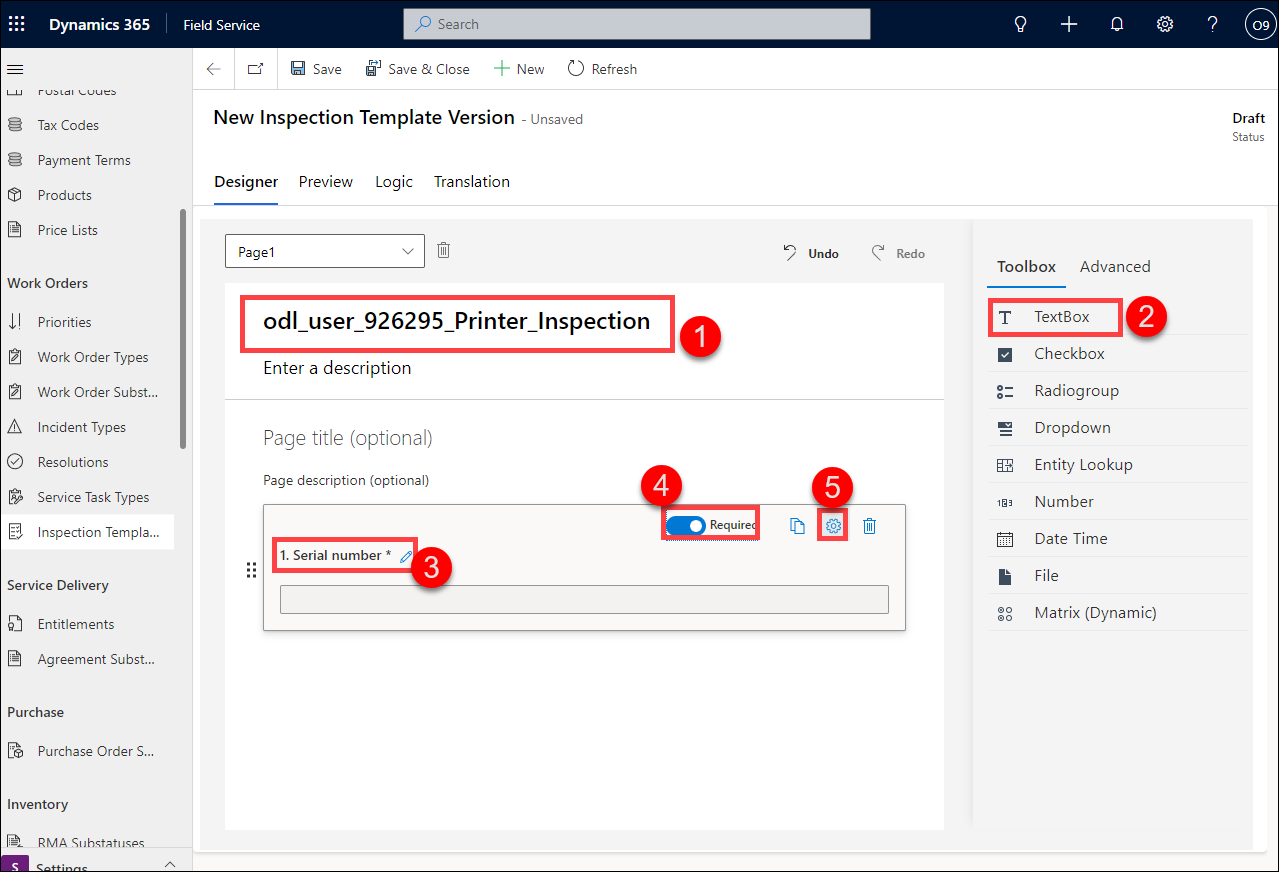 Dynamics 365
Field Service
Search
O9
Save
Save & Close
New
Refresh
New Inspection Template Version - Unsaved
Draft
Status
Designer
Preview
Logic
Translation
Postal Codes
Tax Codes
Payment Terms
Products
Price Lists
Work Orders
Priorities
Work Order Types
Work Order Subst...
Incident Types
Resolutions
Service Task Types
Inspection Templa...
Service Delivery
Entitlements
Agreement Subst...
Purchase
Purchase Order S...
Inventory
RMA Substatuses
S
Settings
Page1
Undo
Redo
odl_user_926295_Printer_Inspection
1
Enter a description
Page title (optional)
Page description (optional)
4
5
Required
1. Serial number *
3
Toolbox
Advanced
TextBox
2
Checkbox
Radiogroup
Dropdown
Entity Lookup
123
Number
Date Time
File
Matrix (Dynamic)